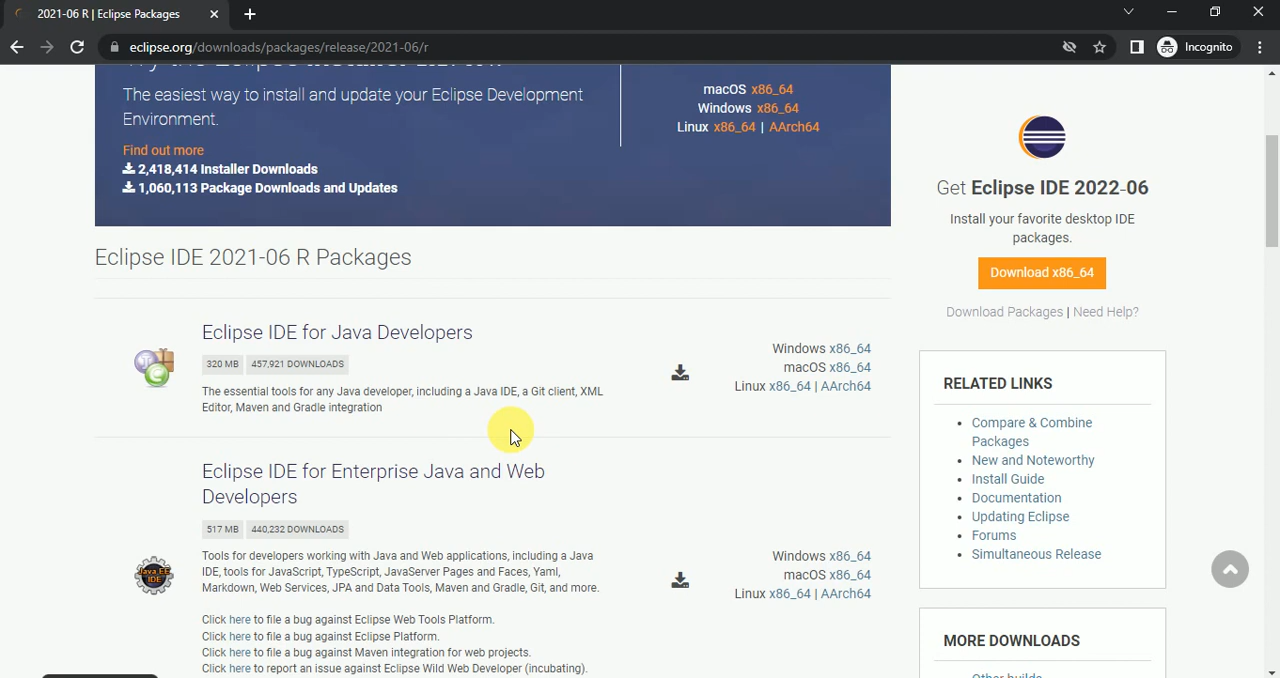 2021-06 R | Eclipse Packages
eclipse.org/downloads/packages/release/2021-06/r
Incognito
The easiest way to install and update your Eclipse Development
Environment.
Find out more
2,418,414 Installer Downloads
1,060,113 Package Downloads and Updates
macOS x86_64
Windows x86_64
Linux x86_64 | AArch64
Eclipse IDE 2021-06 R Packages
Eclipse IDE for Java Developers
320 MB 457,921 DOWNLOADS
The essential tools for any Java developer, including a Java IDE, a Git client, XML
Editor, Maven and Gradle integration
Windows x86_64
macOS x86_64
Linux x86_64 | AArch64
Eclipse IDE for Enterprise Java and Web
Developers
517 MB 440,232 DOWNLOADS
Java EE
IDE
Tools for developers working with Java and Web applications, including a Java
IDE, tools for JavaScript, TypeScript, JavaServer Pages and Faces, Yaml,
Markdown, Web Services, JPA and Data Tools, Maven and Gradle, Git, and more.
Click here to file a bug against Eclipse Web Tools Platform.
Click here to file a bug against Eclipse Platform.
Click here to file a bug against Maven integration for web projects.
Click here to report an issue against Eclipse Wild Web Developer (incubating).
Windows x86_64
macOS x86_64
Linux x86_64 | AArch64
Get Eclipse IDE 2022-06
Install your favorite desktop IDE
packages.
Download x86_64
Download Packages | Need Help?
RELATED LINKS
Compare & Combine
Packages
New and Noteworthy
Install Guide
Documentation
Updating Eclipse
Forums
Simultaneous Release
MORE DOWNLOADS
Other builds